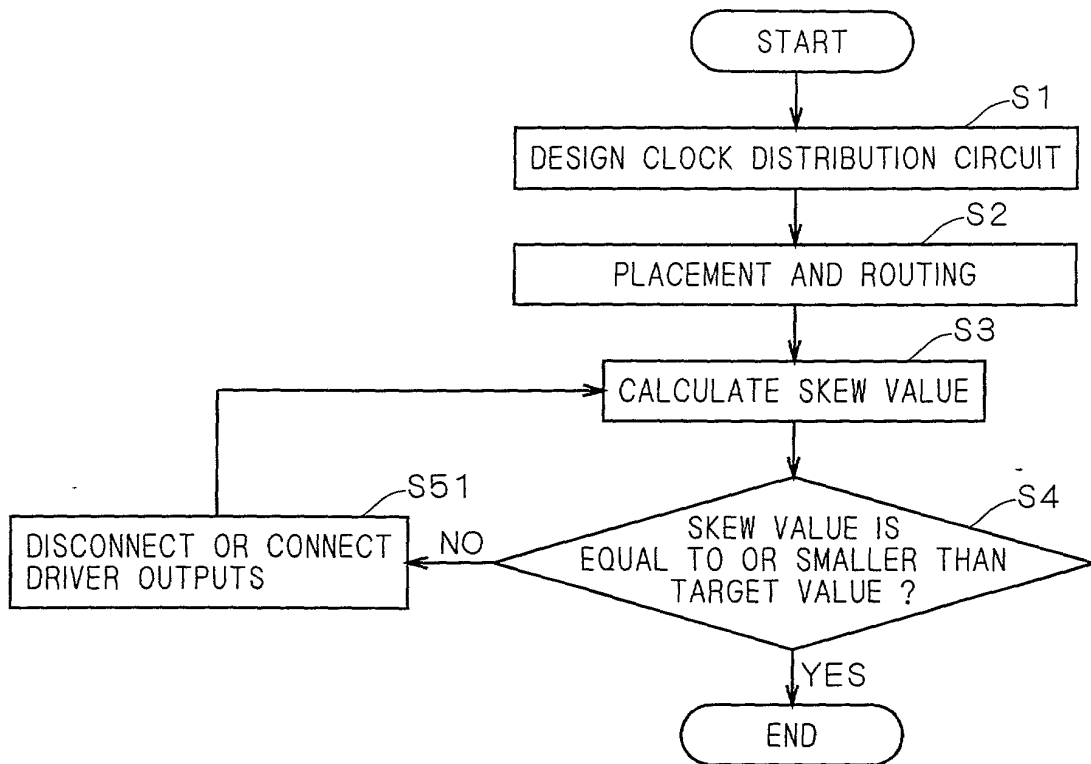 START
S1
DESIGN CLOCK DISTRIBUTION CIRCUIT
S2
PLACEMENT AND ROUTING
S3
CALCULATE SKEW VALUE
S4
SKEW VALUE IS
EQUAL TO OR SMALLER THAN
TARGET VALUE ?
NO
S51
DISCONNECT OR CONNECT
DRIVER OUTPUTS
YES
END